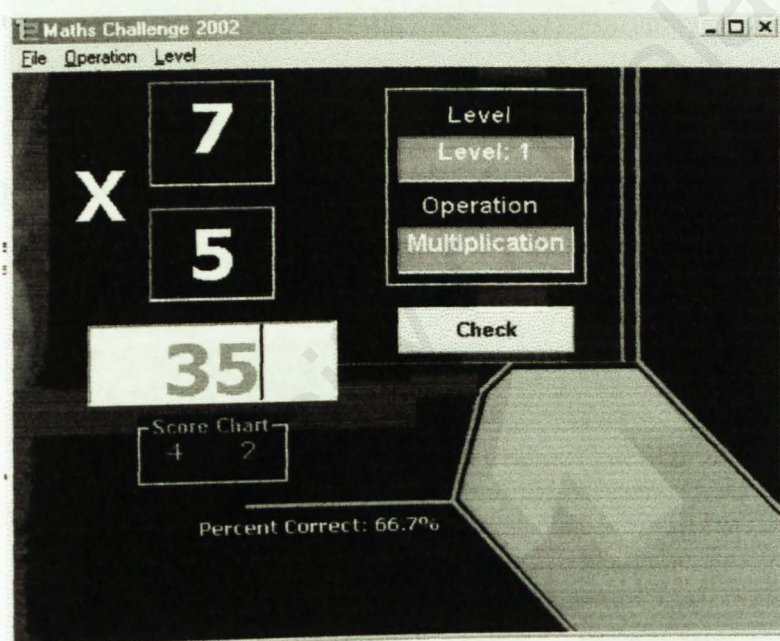 Maths Challenge 2002
File Operation Level
7
X
5
35
Level
Level: 1
Operation
Multiplication
Check
Score Chart
4 2
Percent Correct: 66.7%